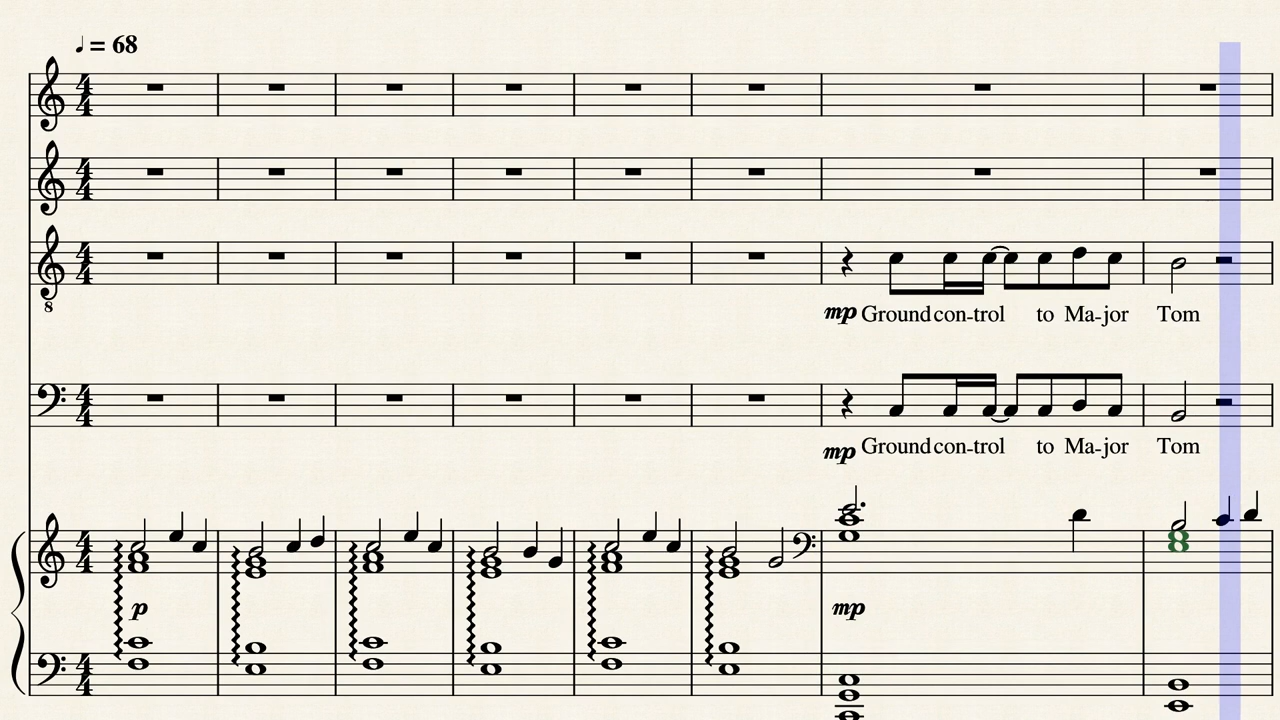 ♩= 68
mp Ground con-trol to Ma-jor Tom
mp Ground con-trol to Ma-jor Tom
p mp